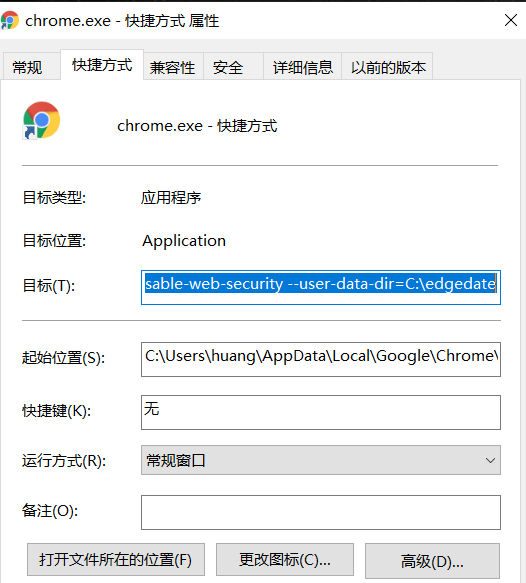 chrome.exe - 快捷方式 属性
常规 快捷方式 兼容性 安全 详细信息 以前的版本
chrome.exe - 快捷方式
目标类型: 应用程序
目标位置: Application
目标(T): sable-web-security --user-data-dir=C:\edgedate
起始位置(S): C:\Users\huang\AppData\Local\Google\Chrome\
快捷键(K): 无
运行方式(R): 常规窗口
备注(O):
打开文件所在的位置(F) 更改图标(C)... 高级(D)...